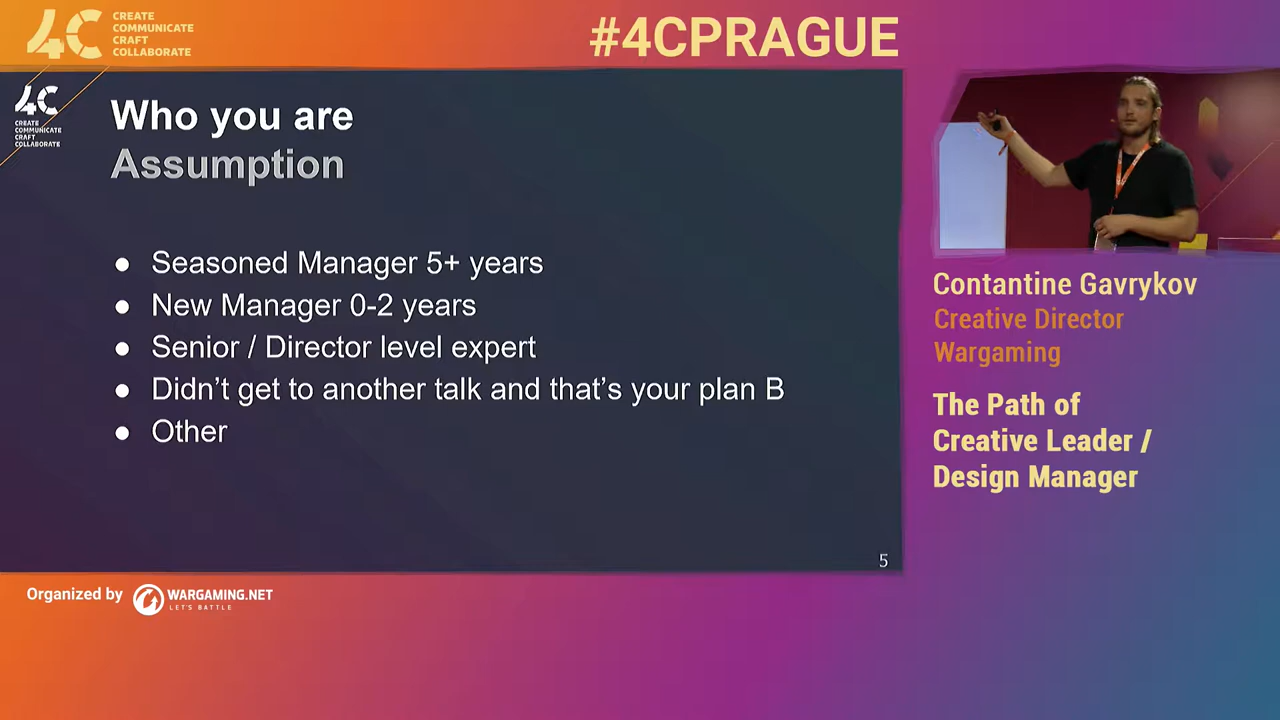 4C
CREATE
COMMUNICATE
CRAFT
COLLABORATE
#4CPRAGUE
4C
CREATE
COMMUNICATE
CRAFT
COLLABORATE
Who you are
Assumption
● Seasoned Manager 5+ years
● New Manager 0-2 years
● Senior / Director level expert
● Didn’t get to another talk and that’s your plan B
● Other
5
Contantine Gavrykov
Creative Director
Wargaming
The Path of
Creative Leader /
Design Manager
Organized by
WARGAMING.NET
LET'S BATTLE